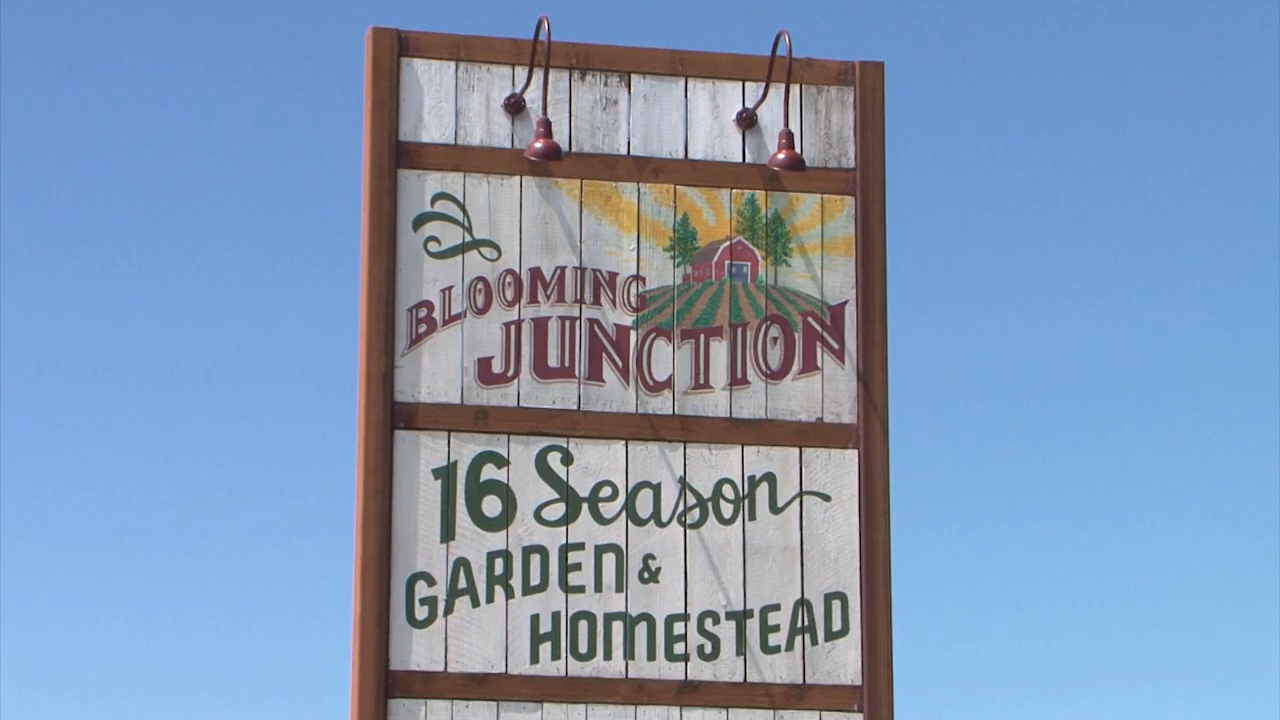 BLOOMING
JUNCTION
16 Season
GARDEN &
HOMESTEAD